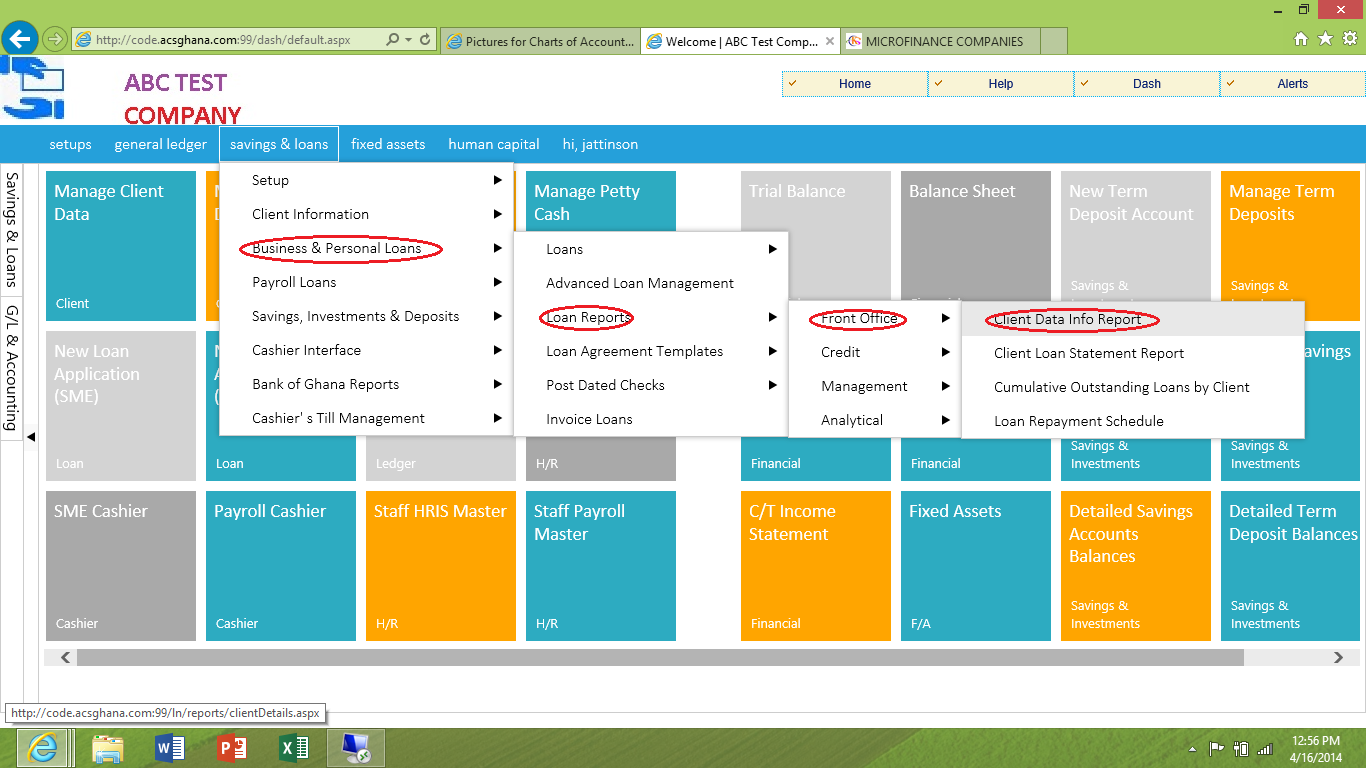 http://code.acsghana.com:99/dash/default.aspx
Pictures for Charts of Account...
Welcome | ABC Test Comp...
MICROFINANCE COMPANIES
ABC TEST
COMPANY
Home
Help
Dash
Alerts
setups
general ledger
savings & loans
fixed assets
human capital
hi, jattinson
Savings & Loans
G/L & Accounting
Setup
Client Information
Business & Personal Loans
Payroll Loans
Savings, Investments & Deposits
Cashier Interface
Bank of Ghana Reports
Cashier' s Till Management
Loans
Advanced Loan Management
Loan Reports
Loan Agreement Templates
Post Dated Checks
Invoice Loans
Front Office
Credit
Management
Analytical
Client Data Info Report
Client Loan Statement Report
Cumulative Outstanding Loans by Client
Loan Repayment Schedule
Manage Client
Data
Client
Manage Petty
Cash
Trial Balance
Balance Sheet
New Term
Deposit Account
Savings &
Manage Term
Deposits
Savings &
New Loan
Application
(SME)
Loan
Loan
Ledger
H/R
Financial
Financial
Savings &
Investments
avings
Savings &
Investments
SME Cashier
Cashier
Payroll Cashier
Cashier
Staff HRIS Master
H/R
Staff Payroll
Master
H/R
C/T Income
Statement
Financial
Fixed Assets
F/A
Detailed Savings
Accounts
Balances
Savings &
Investments
Detailed Term
Deposit Balances
Savings &
Investments
http://code.acsghana.com:99/ln/reports/clientDetails.aspx
12:56 PM
4/16/2014